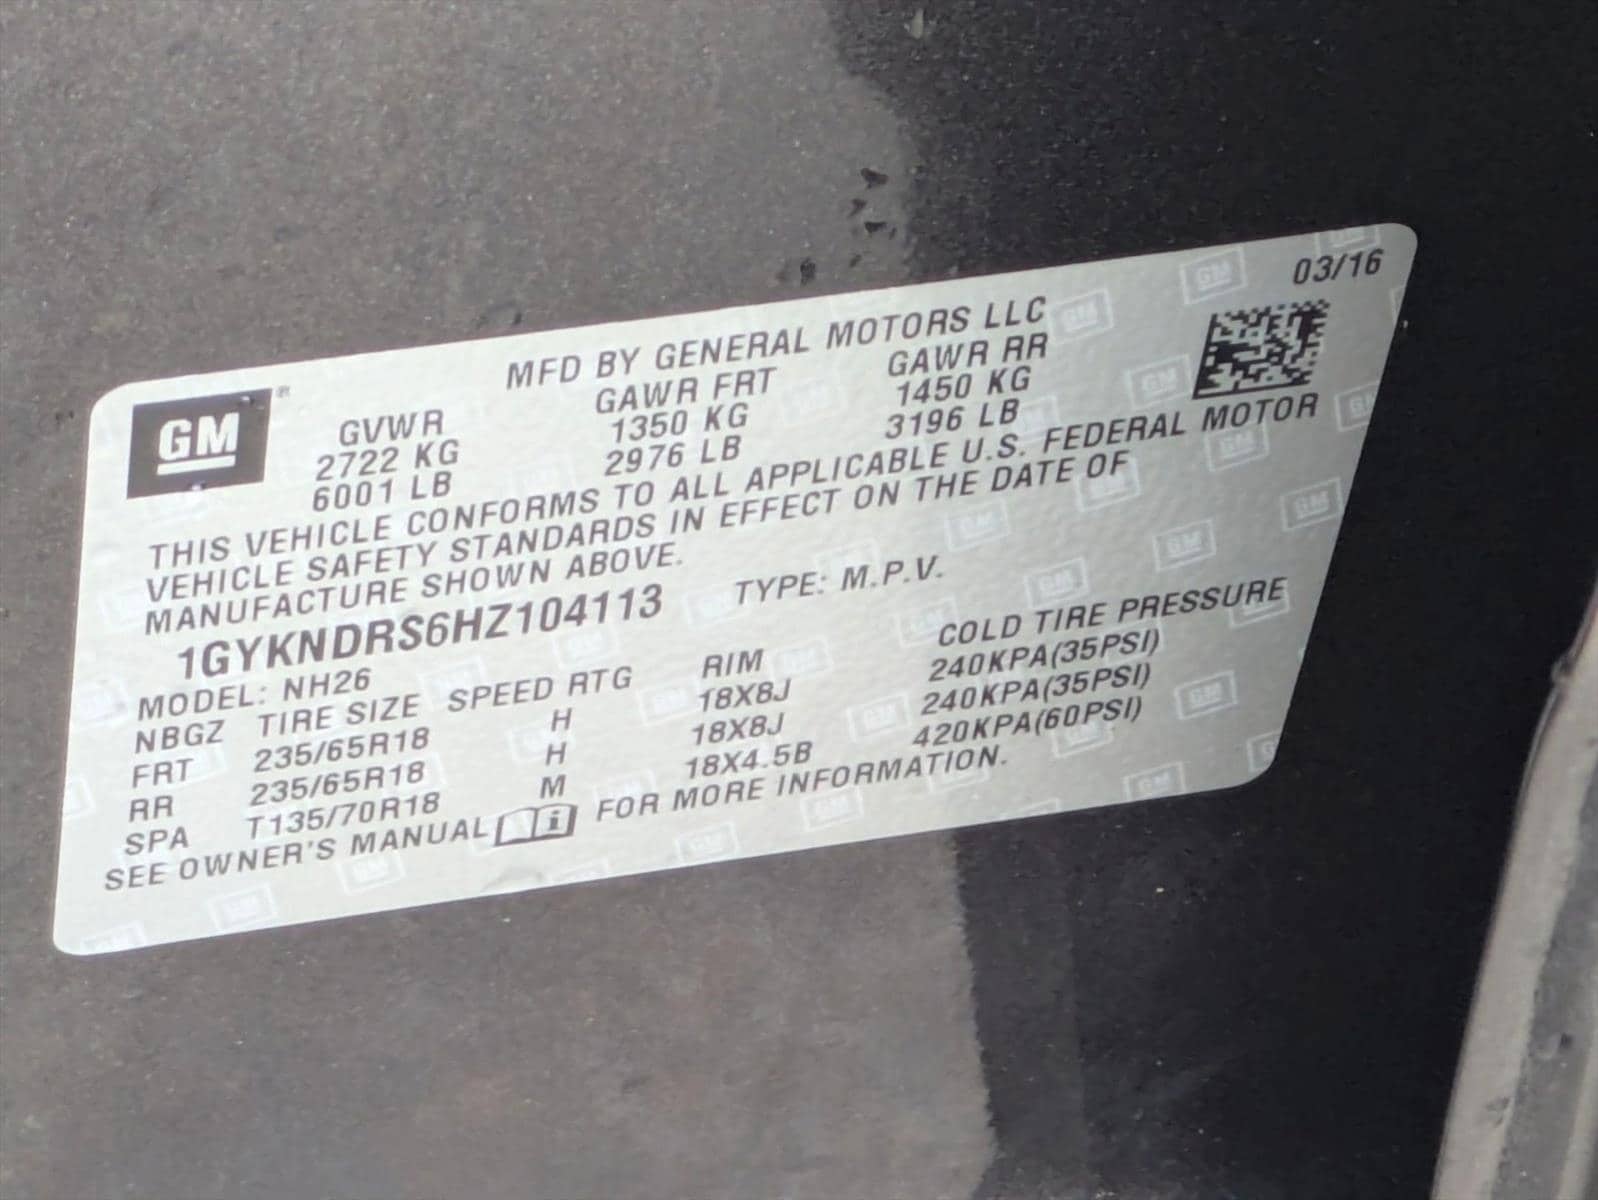 03/16
MFD BY GENERAL MOTORS LLC
GM®
GVWR GAWR FRT GAWR RR
2722 KG 1350 KG 1450 KG
6001 LB 2976 LB 3196 LB
THIS VEHICLE CONFORMS TO ALL APPLICABLE U.S. FEDERAL MOTOR
VEHICLE SAFETY STANDARDS IN EFFECT ON THE DATE OF
MANUFACTURE SHOWN ABOVE.
1GYKNDRS6HZ104113 TYPE: M.P.V.
MODEL: NH26
NBGZ TIRE SIZE SPEED RTG RIM COLD TIRE PRESSURE
FRT 235/65R18 H 18X8J 240KPA(35PSI)
RR 235/65R18 H 18X8J 240KPA(35PSI)
SPA T135/70R18 M 18X4.5B 420KPA(60PSI)
SEE OWNER'S MANUAL i FOR MORE INFORMATION.